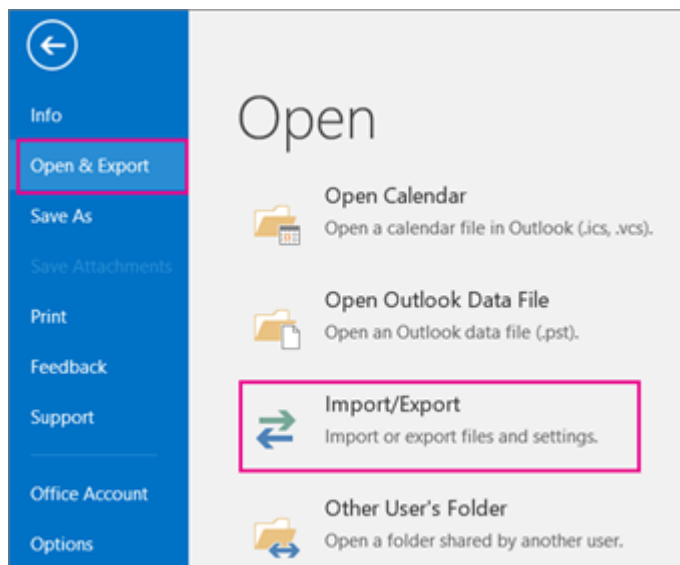 Info
Open & Export
Save As
Save Attachments
Print
Feedback
Support
Office Account
Options
Open
Open Calendar
Open a calendar file in Outlook (.ics, .vcs).
Open Outlook Data File
Open an Outlook data file (.pst).
Import/Export
Import or export files and settings.
Other User's Folder
Open a folder shared by another user.